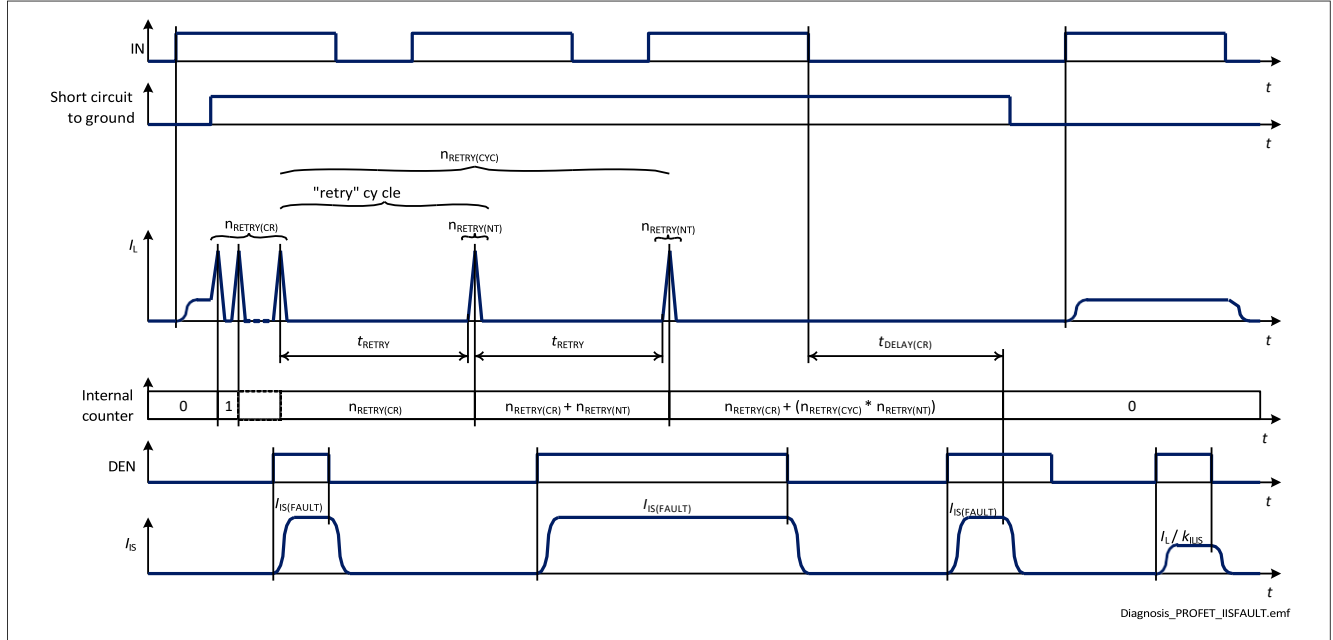 IN
t
Short circuit
to ground
t
nRETRY(CYC)
"retry" cy cle
nRETRY(CR)
nRETRY(NT)
nRETRY(NT)
IL
t
tRETRY
tRETRY
tDELAY(CR)
Internal
counter
0
1
nRETRY(CR)
nRETRY(CR) + nRETRY(NT)
nRETRY(CR) + (nRETRY(CYC) * nRETRY(NT))
0
t
DEN
t
IIS(FAULT)
IIS(FAULT)
IIS(FAULT)
IL / kILIS
IIS
t
Diagnosis_PROFET_IISFAULT.emf